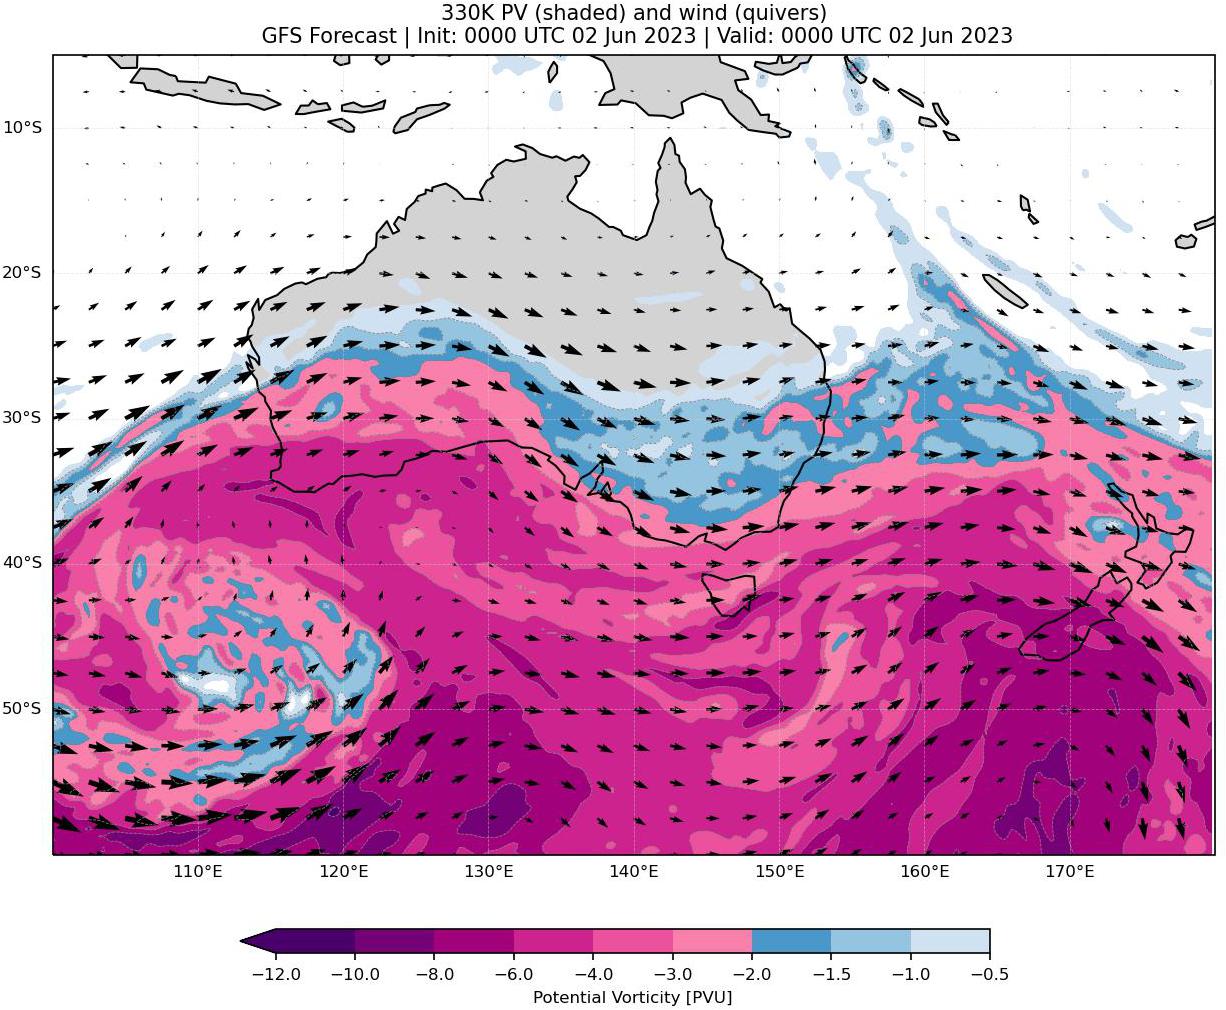 330K PV (shaded) and wind (quivers)
GFS Forecast | Init: 0000 UTC 02 Jun 2023 | Valid: 0000 UTC 02 Jun 2023
10°S
20°S
30°S
40°S
50°S
110°E 120°E 130°E 140°E 150°E 160°E 170°E
−12.0 −10.0 −8.0 −6.0 −4.0 −3.0 −2.0 −1.5 −1.0 −0.5
Potential Vorticity [PVU]